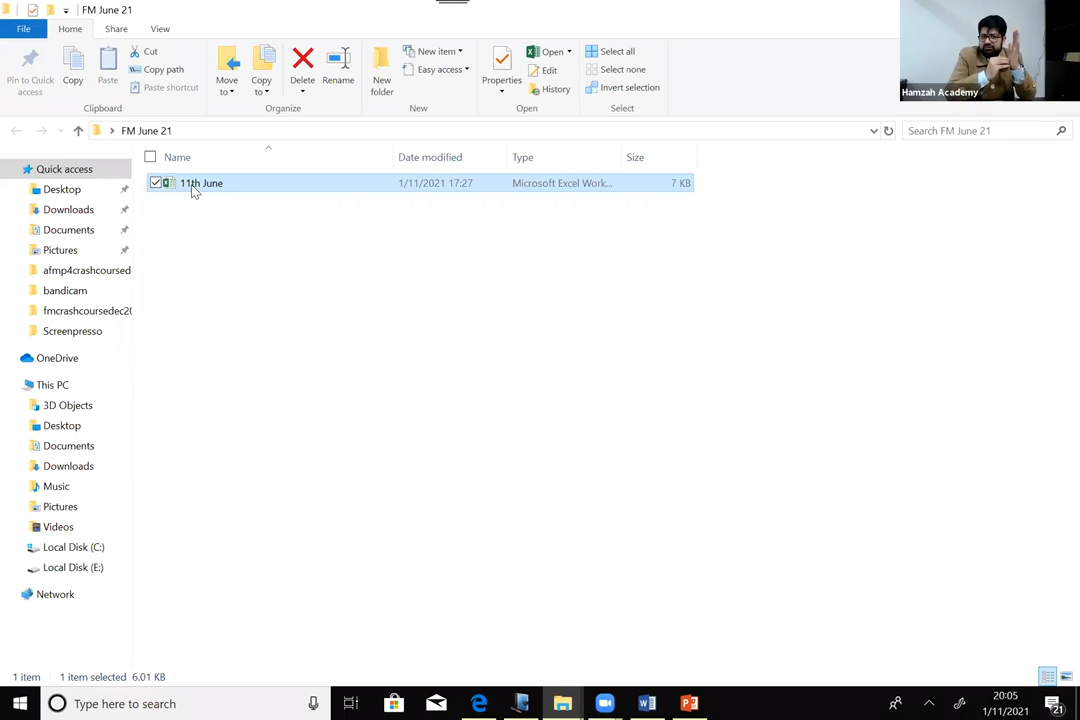 FM June 21
File
Home
Share
View
Pin to Quick
access
Copy
Paste
Cut
Copy path
Paste shortcut
Clipboard
Move
to
Copy
to
Delete
Rename
Organize
New
folder
New item
Easy access
New
Properties
Open
Edit
History
Open
Select all
Select none
Invert selection
Select
Hamzah Academy
FM June 21
Search FM June 21
Name
Date modified
Type
Size
11th June
1/11/2021 17:27
Microsoft Excel Work...
7 KB
Quick access
Desktop
Downloads
Documents
Pictures
afmp4crashcoursed
bandicam
fmcrashcoursedec20
Screenpresso
OneDrive
This PC
3D Objects
Desktop
Documents
Downloads
Music
Pictures
Videos
Local Disk (C:)
Local Disk (E:)
Network
1 item
1 item selected 6.01 KB
Type here to search
20:05
1/11/2021
21